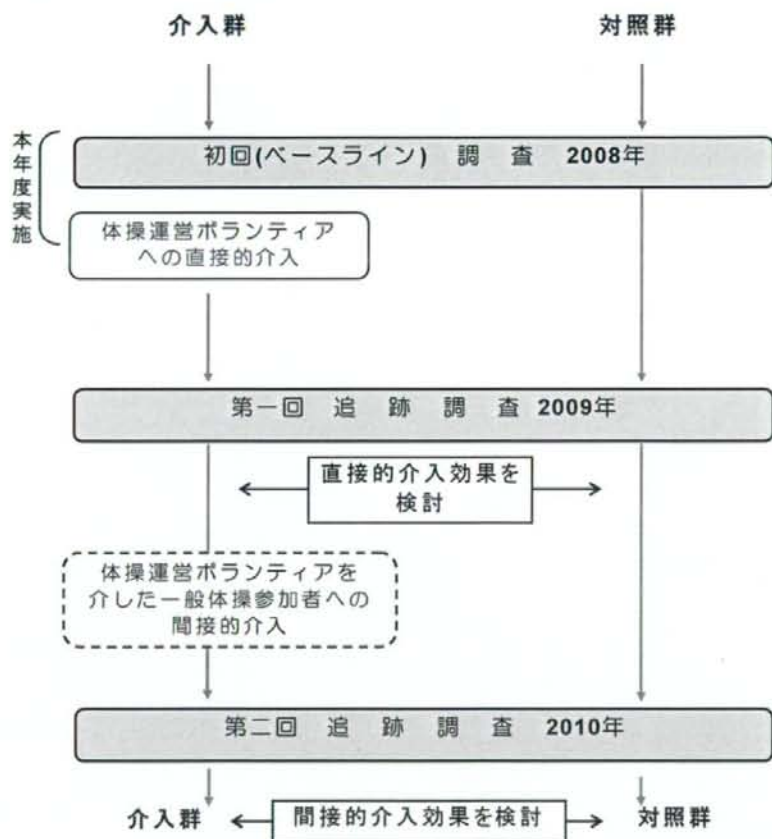 介入群
対照群
本年度実施
初回(ベースライン) 調 査 2008年
体操運営ボランティア
への直接的介入
第一回 追 跡 調 査 2009年
直接的介入効果を
検討
体操運営ボランティアを
介した一般体操参加者への
間接的介入
第二回 追 跡 調 査 2010年
介入群
間接的介入効果を検討
対照群